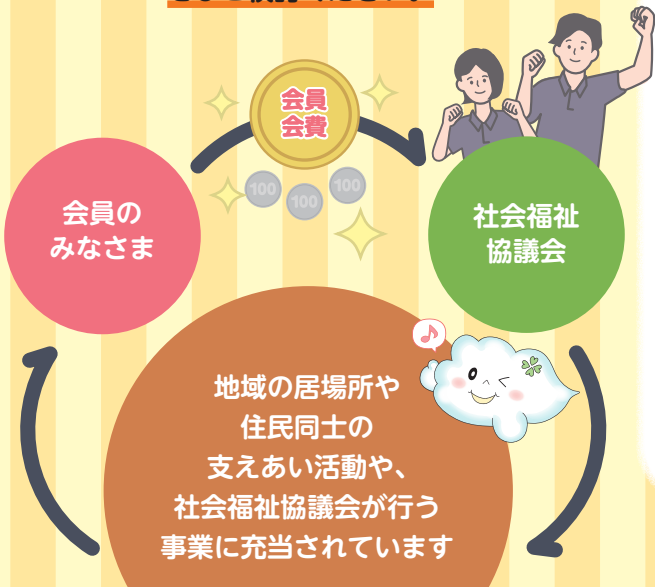 会員
会費
100
100
100
会員の
みなさま
社会福祉
協議会
地域の居場所や
住民同士の
支えあい活動や、
社会福祉協議会が行う
事業に充当されています